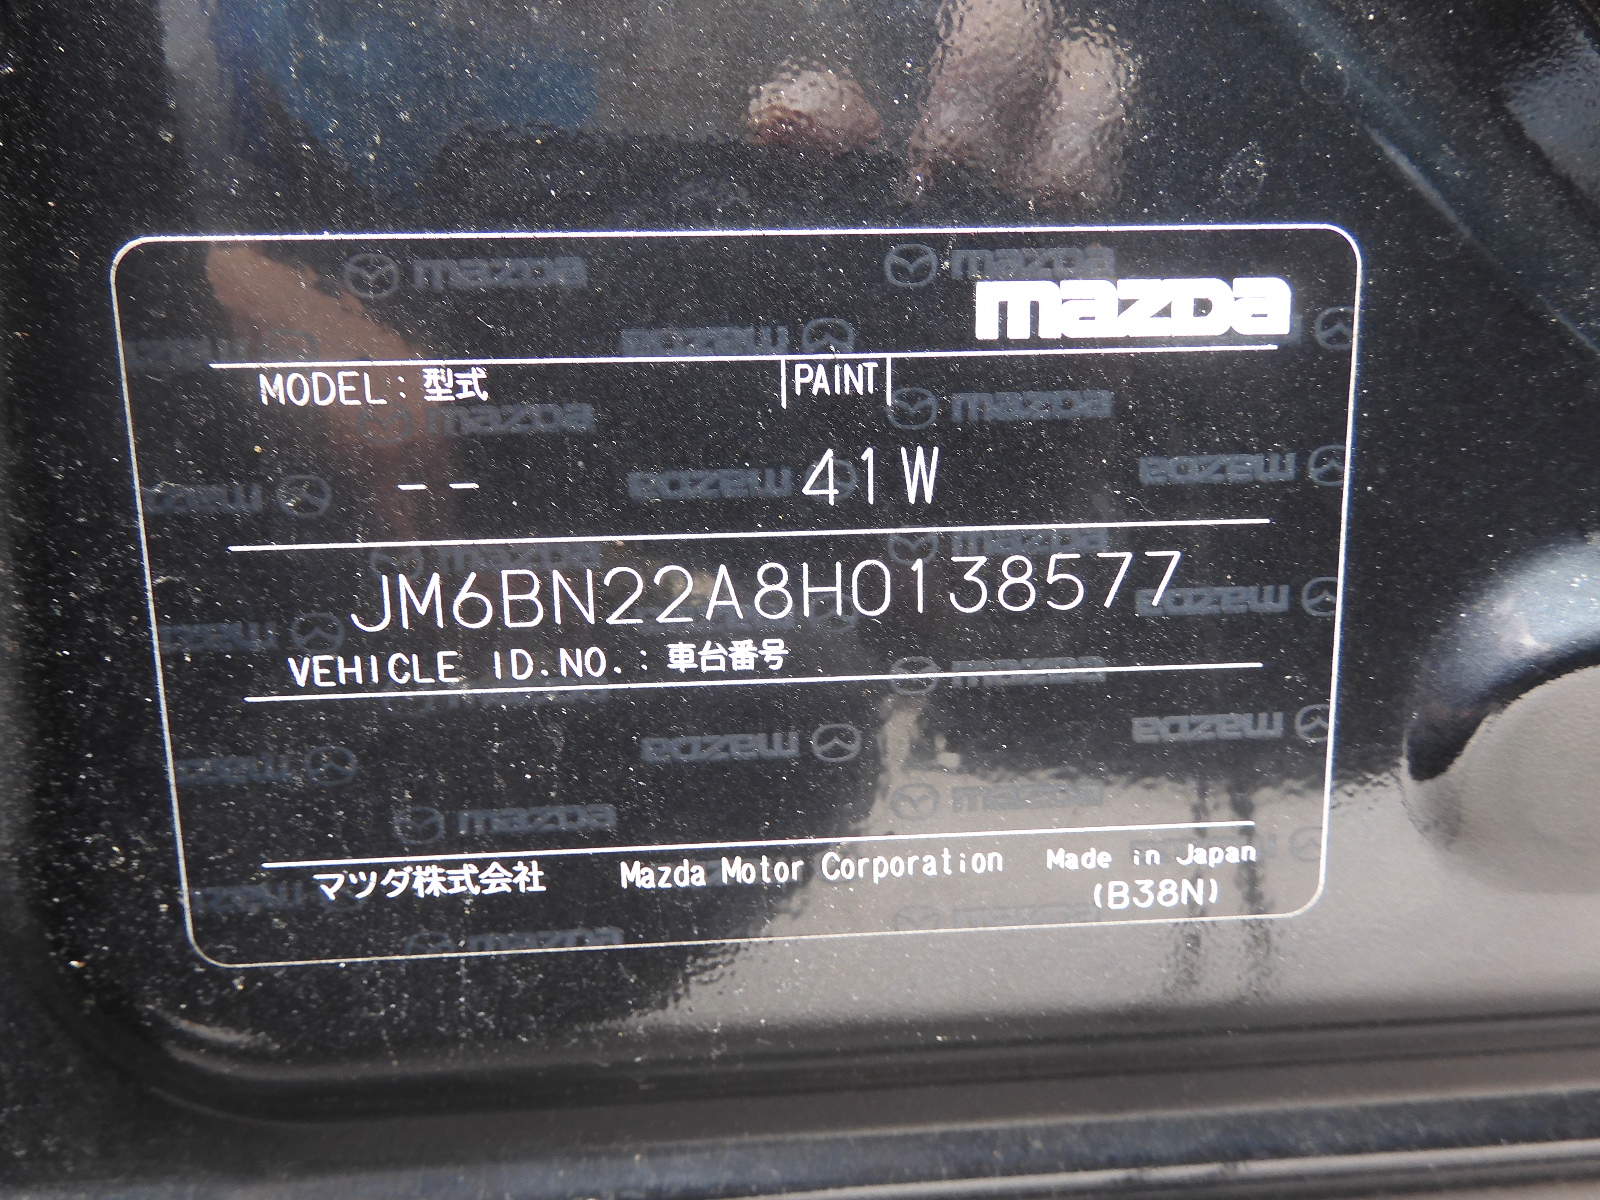 mazda
MODEL : 型式 PAINT
-- 41W
JM6BN22A8H0138577
VEHICLE ID.NO. : 車台番号
マツダ株式会社 Mazda Motor Corporation Made in Japan
(B38N)